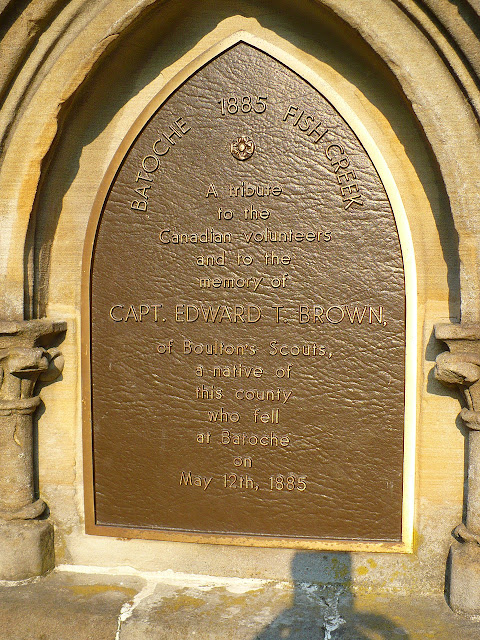 BATOCHE 1885 FISH CREEK
A tribute
to the
Canadian volunteers
and to the
memory of
CAPT. EDWARD T. BROWN,
of Boulton's Scouts,
a native of
this county
who fell
at Batoche
on
May 12th, 1885